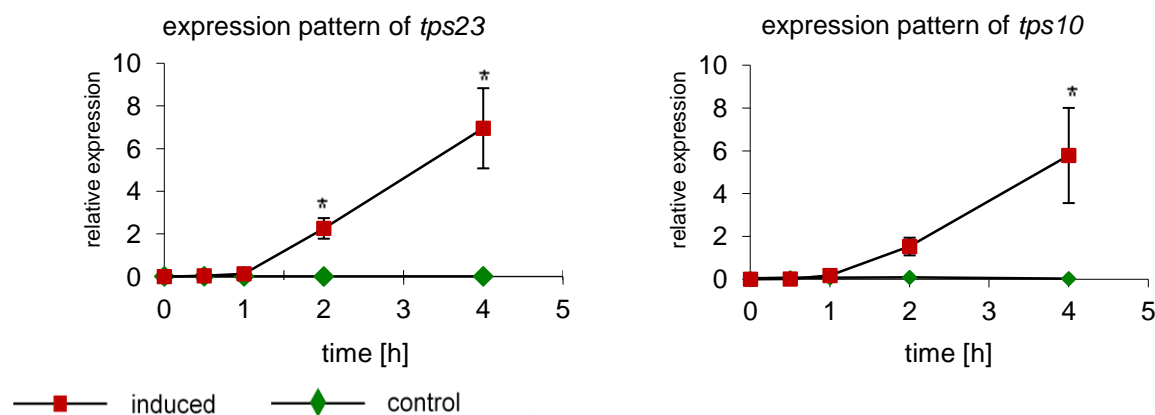 expression pattern of tps23
relative expression
10
8
6
4
2
0
*
*
0 1 2 3 4 5
time [h]
expression pattern of tps10
relative expression
10
8
6
4
2
0
*
0 1 2 3 4 5
time [h]
induced control